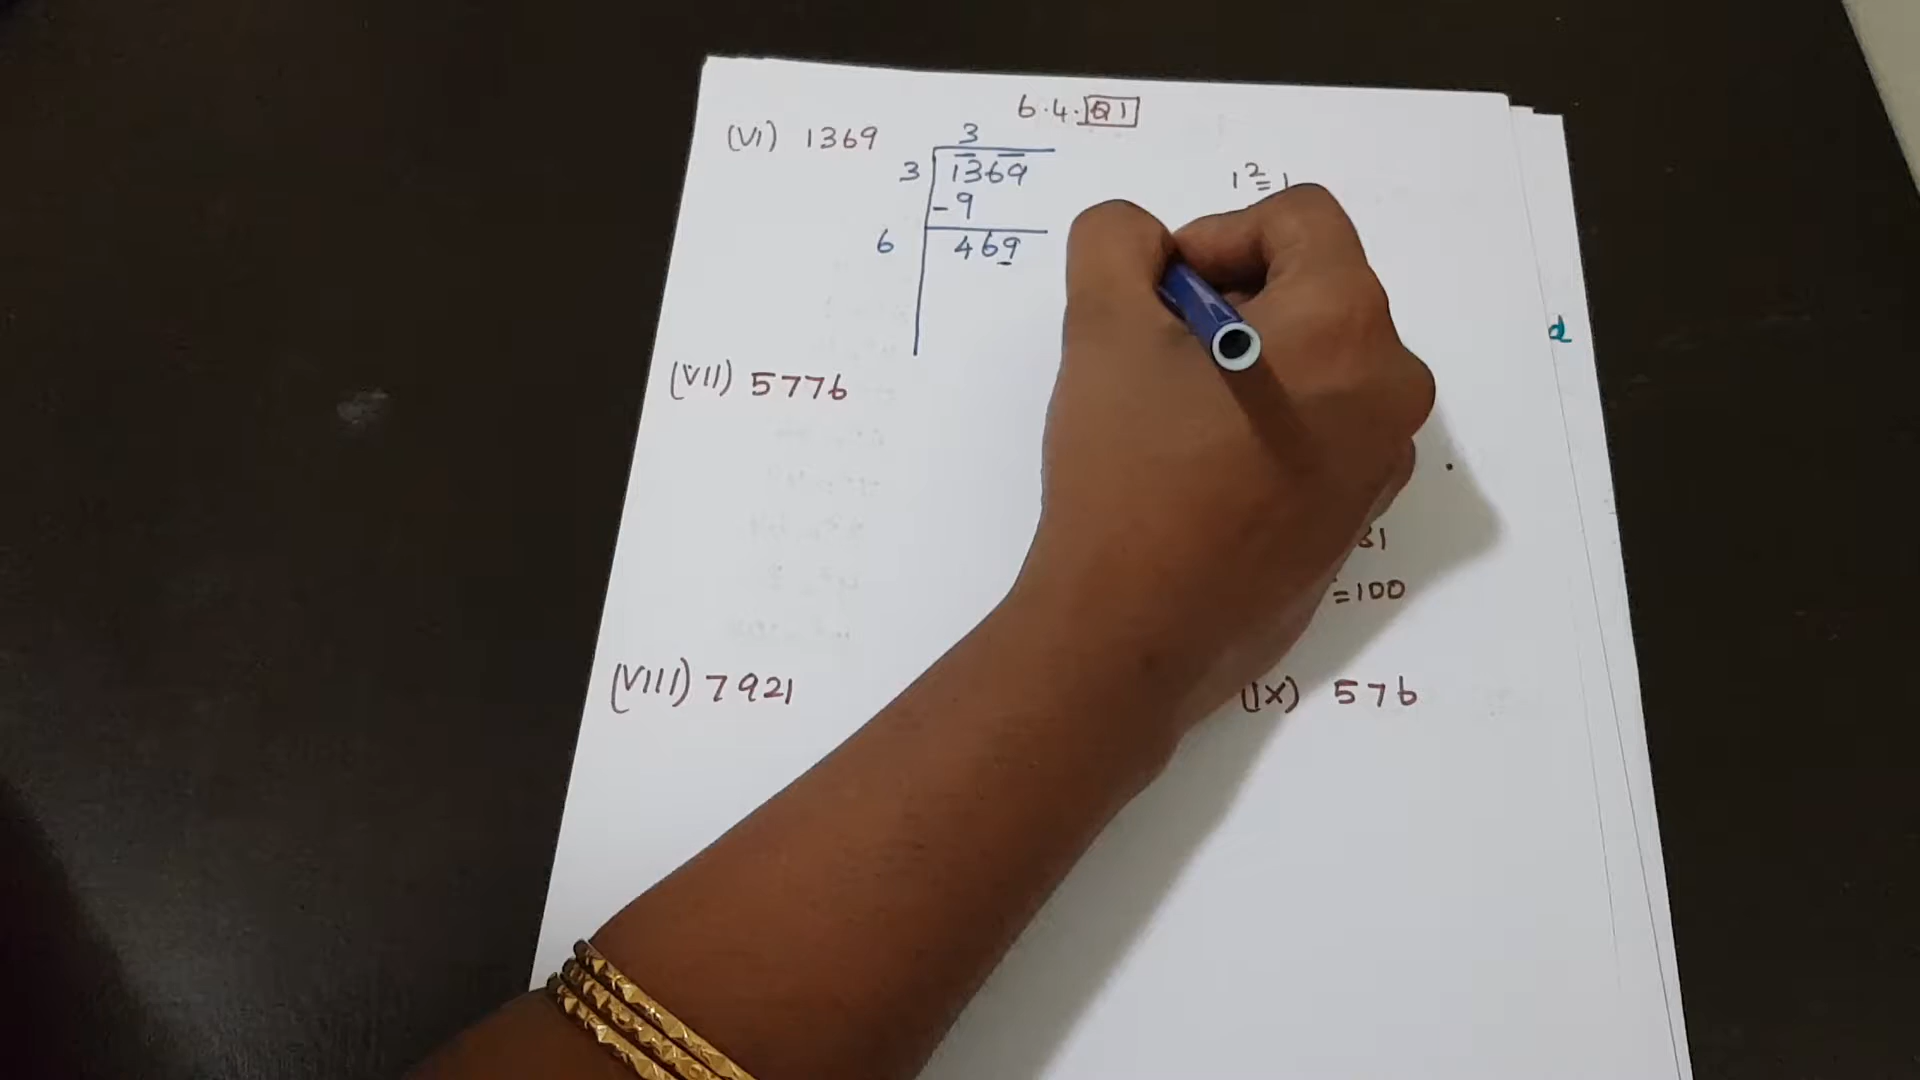 6.4. Q1
(VI) 1369
3
3 1369
-9
6 469
1²=1
d
(VII) 5776
81
=100
(VIII) 7921
(IX) 576